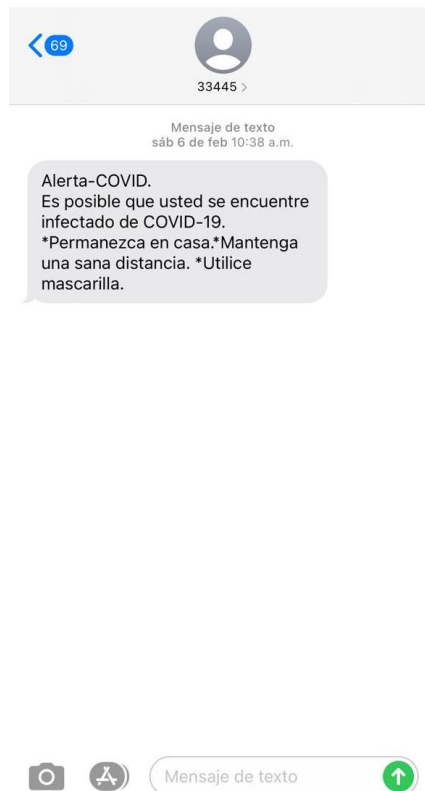 69
33445 >
Mensaje de texto
sáb 6 de feb 10:38 a.m.
Alerta-COVID.
Es posible que usted se encuentre
infectado de COVID-19.
*Permanezca en casa.*Mantenga
una sana distancia. *Utilice
mascarilla.
Mensaje de texto